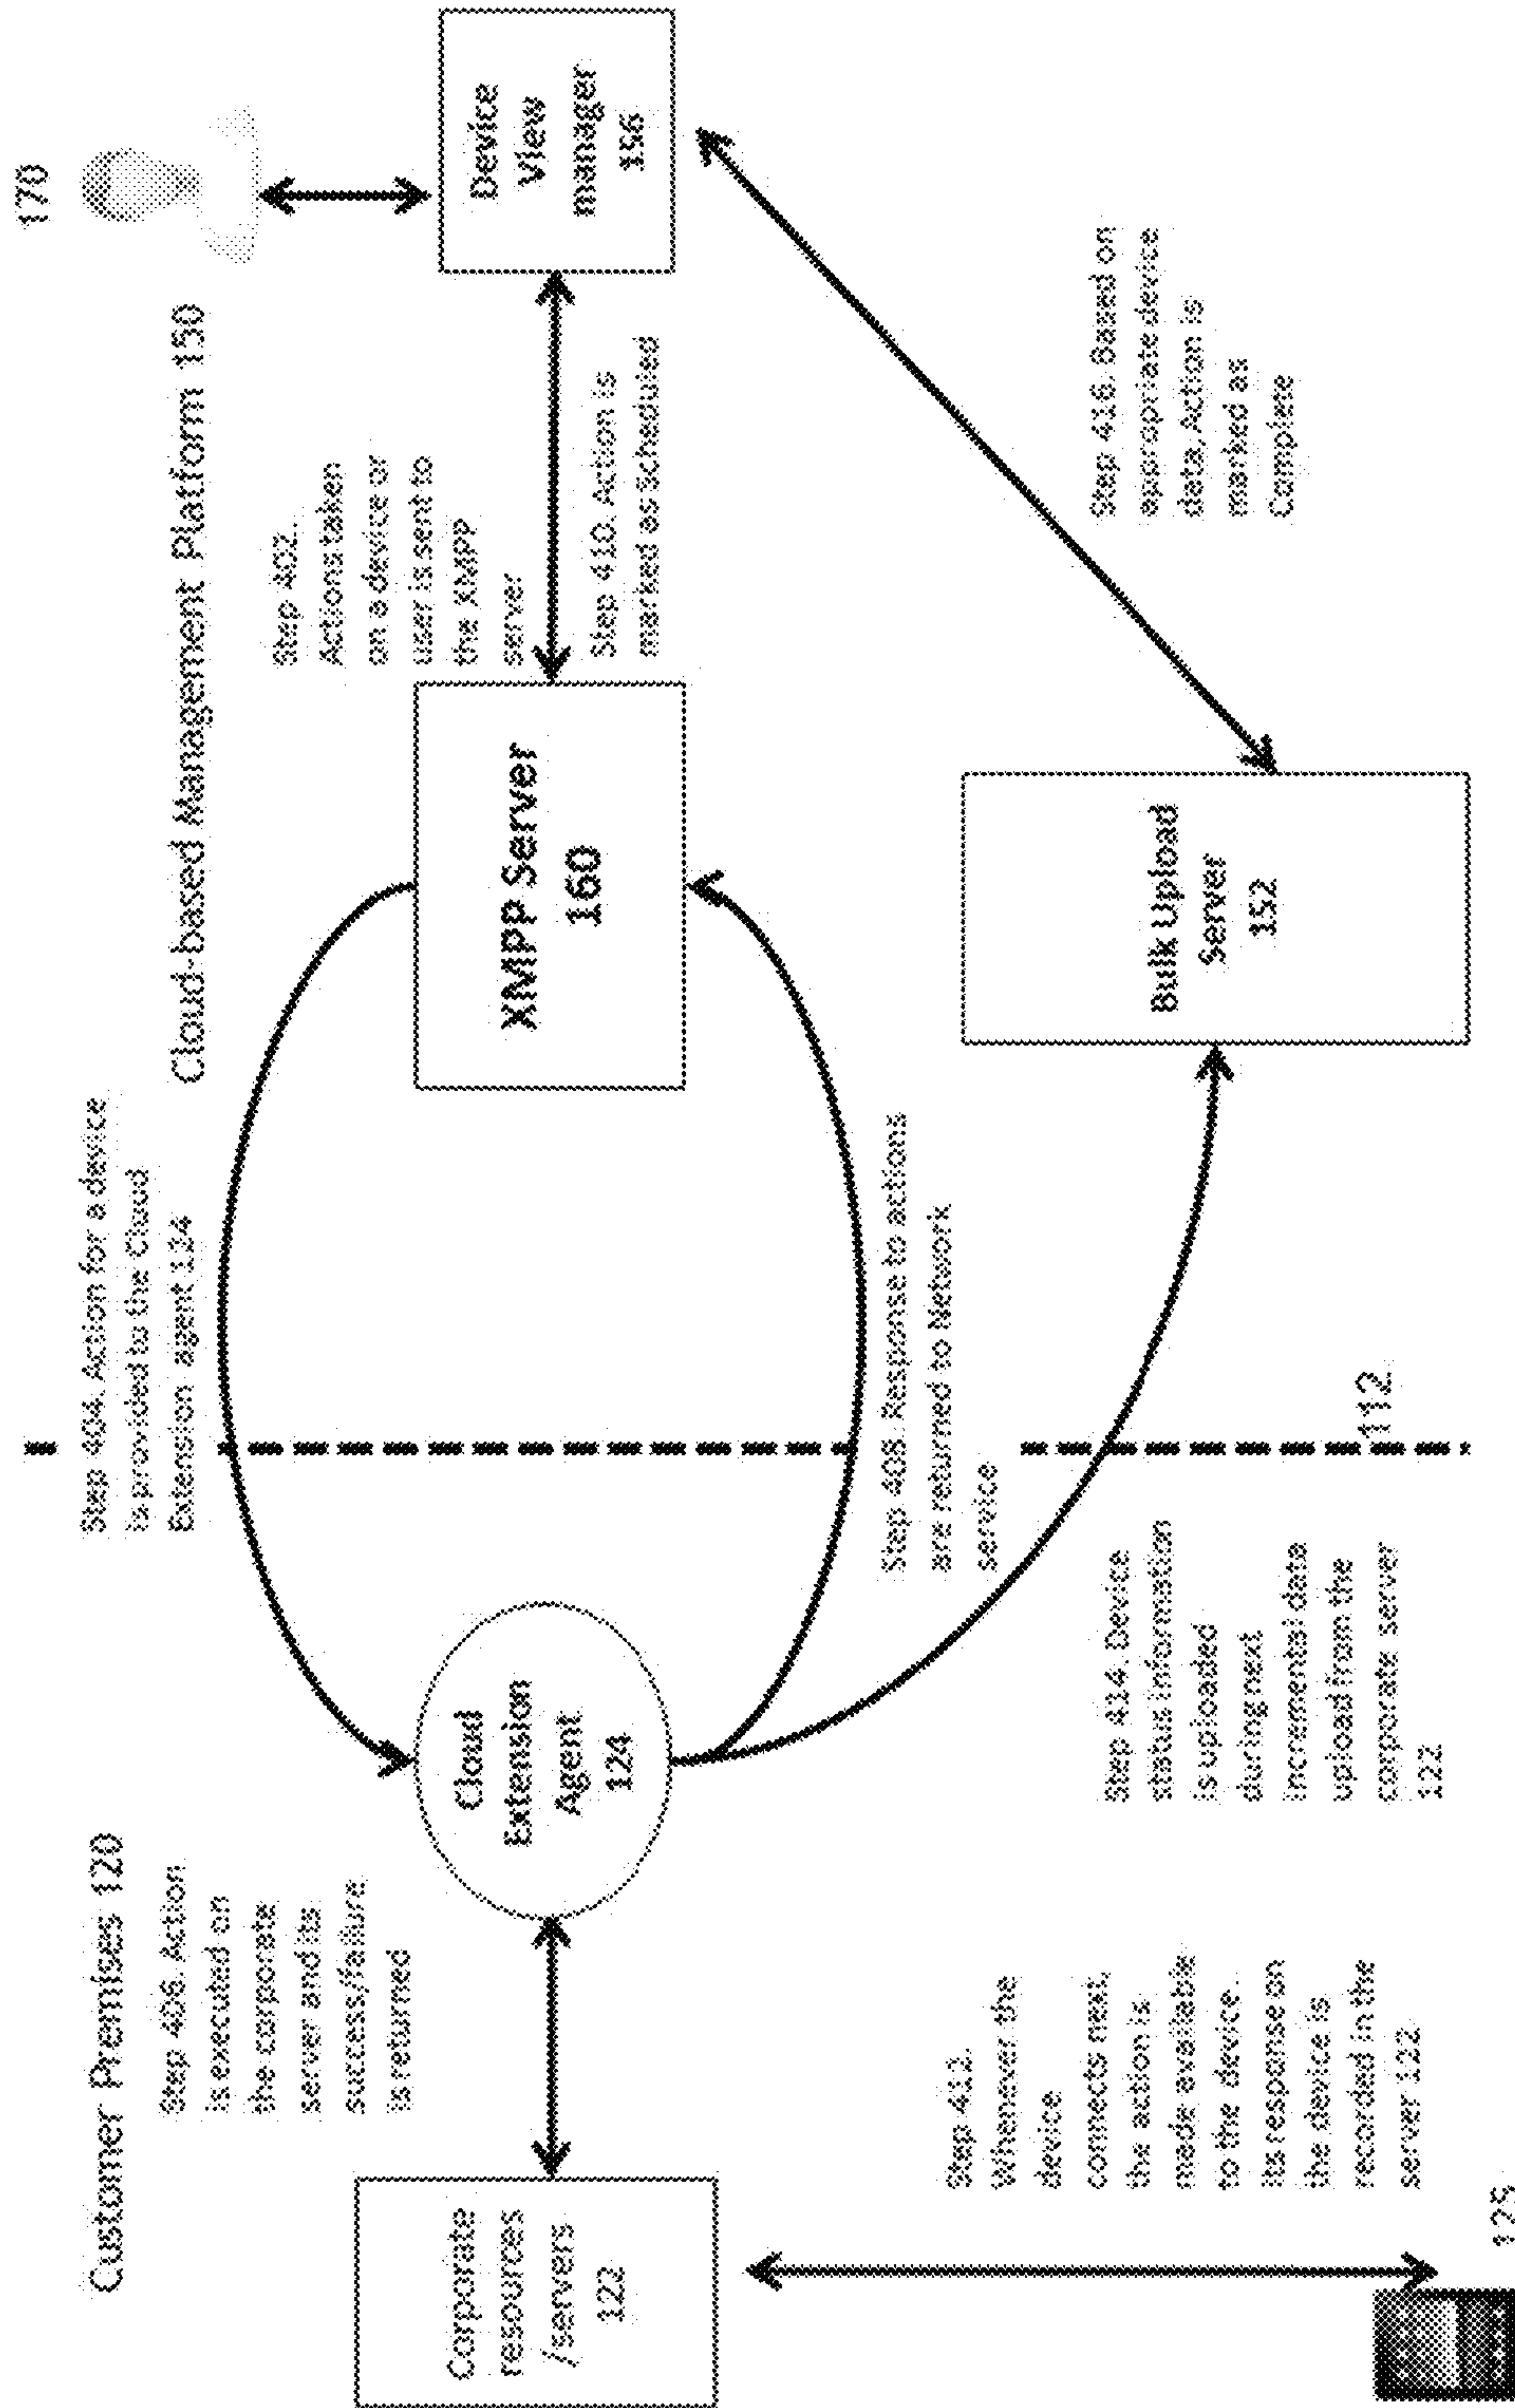 Customer Premises 120
Cloud-based Management Platform 150
170
Step 402.
Actions taken
on a device or
user is sent to
the XMPP
server
Step 404. Action for a device
is provided to the Cloud
Extension agent 124
Step 406. Action
is executed on
the corporate
server and its
success/failure
is returned
Corporate
resources
/servers
122
Cloud
Extension
Agent
124
XMPP Server
160
Device
View
manager
156
Step 408. Response to actions
are returned to Network
service
Step 410. Action is
marked as scheduled
Step 412.
Whenever the
device
connects next,
the action is
made available
to the device.
Its response on
the device is
recorded in the
server 122
Step 414. Device
status information
is uploaded
during next
incremental data
upload from the
corporate server
122
Bulk Upload
Server
152
Step 416. Based on
appropriate device
data, Action is
marked as
Complete
112
125